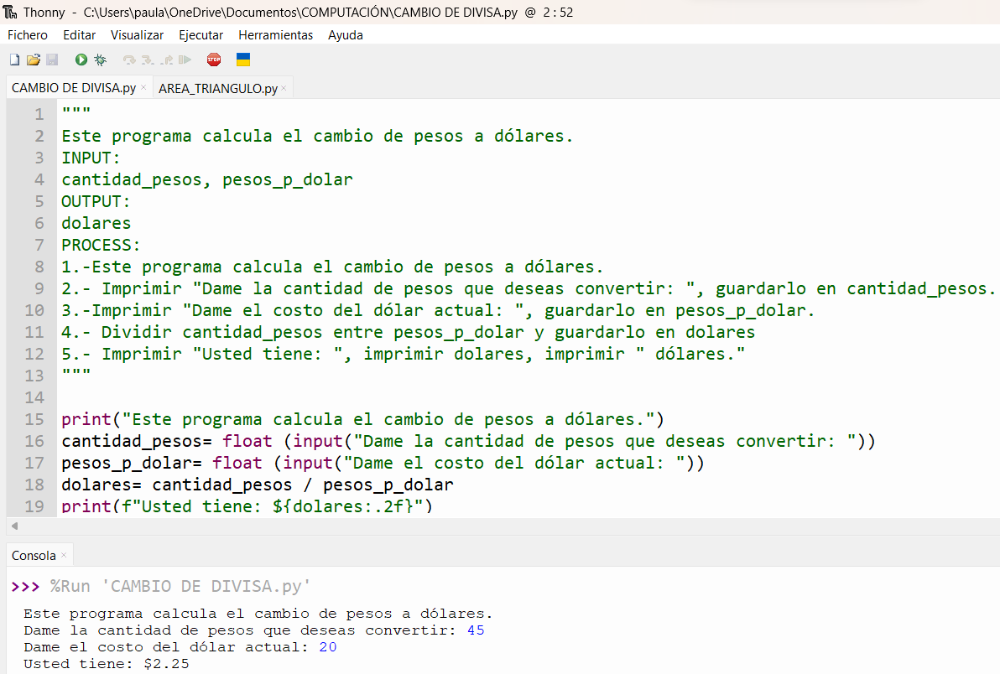 Thonny - C:\Users\paula\OneDrive\Documentos\COMPUTACIÓN\CAMBIO DE DIVISA.py @ 2:52
Fichero Editar Visualizar Ejecutar Herramientas Ayuda
STOP
CAMBIO DE DIVISA.py × AREA_TRIANGULO.py ×
1 """
2 Este programa calcula el cambio de pesos a dólares.
3 INPUT:
4 cantidad_pesos, pesos_p_dolar
5 OUTPUT:
6 dolares
7 PROCESS:
8 1.-Este programa calcula el cambio de pesos a dólares.
9 2.- Imprimir "Dame la cantidad de pesos que deseas convertir: ", guardarlo en cantidad_pesos.
10 3.-Imprimir "Dame el costo del dólar actual: ", guardarlo en pesos_p_dolar.
11 4.- Dividir cantidad_pesos entre pesos_p_dolar y guardarlo en dolares
12 5.- Imprimir "Usted tiene: ", imprimir dolares, imprimir " dólares."
13 """
14
15 print("Este programa calcula el cambio de pesos a dólares.")
16 cantidad_pesos= float (input("Dame la cantidad de pesos que deseas convertir: "))
17 pesos_p_dolar= float (input("Dame el costo del dólar actual: "))
18 dolares= cantidad_pesos / pesos_p_dolar
19 print(f"Usted tiene: ${dolares:.2f}")
Consola ×
>>> %Run 'CAMBIO DE DIVISA.py'
Este programa calcula el cambio de pesos a dólares.
Dame la cantidad de pesos que deseas convertir: 45
Dame el costo del dólar actual: 20
Usted tiene: $2.25